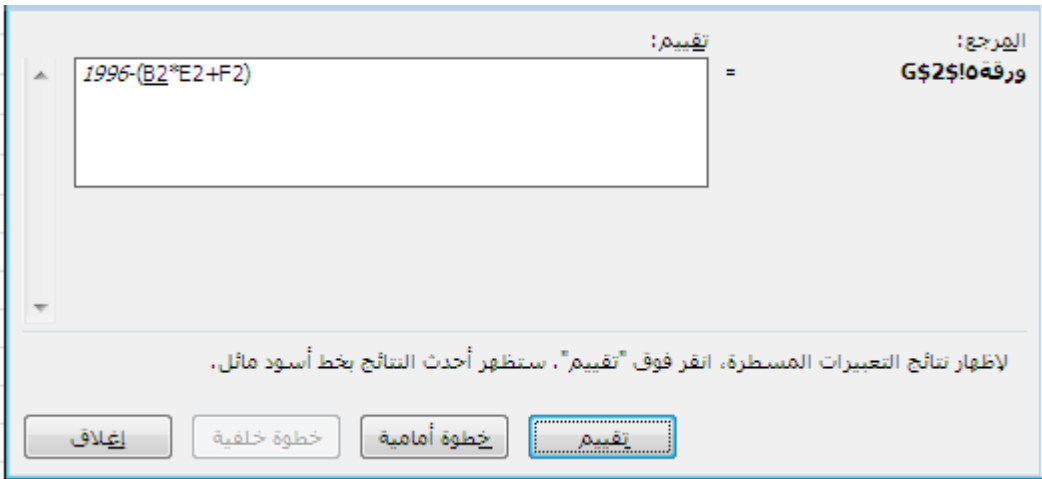 المرجع:
تقييم:
ورقة٥!$G$2
=
1996-(B2*E2+F2)
لإظهار نتائج التعبيرات المسطرة، انقر فوق "تقييم". ستظهر أحدث النتائج بخط أسود مائل.
تقييم
خطوة أمامية
خطوة خلفية
إغلاق